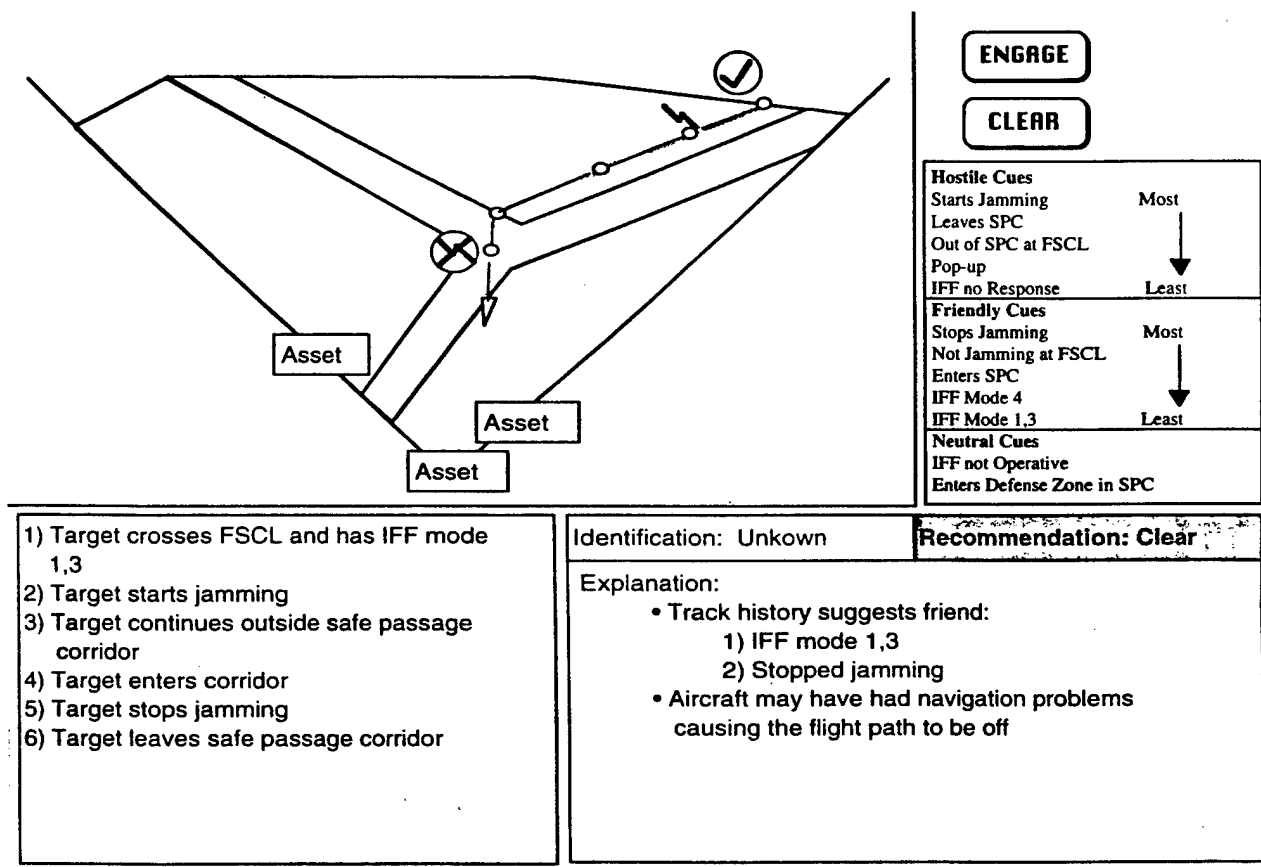 ENGAGE
CLEAR
Hostile Cues
Starts Jamming Most
Leaves SPC
Out of SPC at FSCL
Pop-up
IFF no Response Least
Friendly Cues
Stops Jamming Most
Not Jamming at FSCL
Enters SPC
IFF Mode 4
IFF Mode 1,3 Least
Neutral Cues
IFF not Operative
Enters Defense Zone in SPC
Asset
Asset
Asset
1) Target crosses FSCL and has IFF mode
1,3
2) Target starts jamming
3) Target continues outside safe passage
corridor
4) Target enters corridor
5) Target stops jamming
6) Target leaves safe passage corridor
Identification: Unkown
Recommendation: Clear
Explanation:
• Track history suggests friend:
1) IFF mode 1,3
2) Stopped jamming
• Aircraft may have had navigation problems
causing the flight path to be off